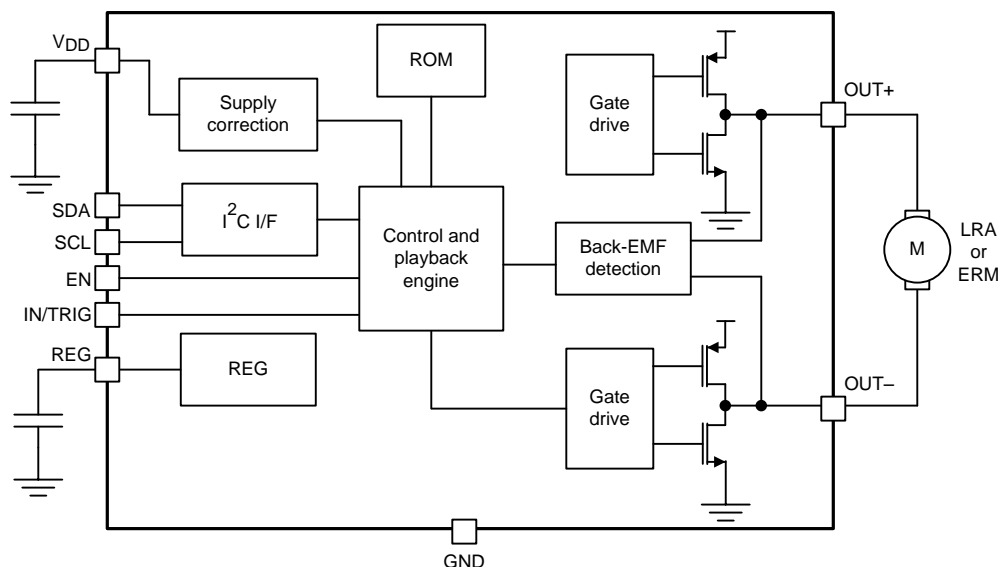 VDD
ROM
Supply
correction
Gate
drive
OUT+
SDA
SCL
I2C I/F
Control and
playback
engine
Back-EMF
detection
M
LRA
or
ERM
EN
IN/TRIG
REG
REG
Gate
drive
OUT–
GND